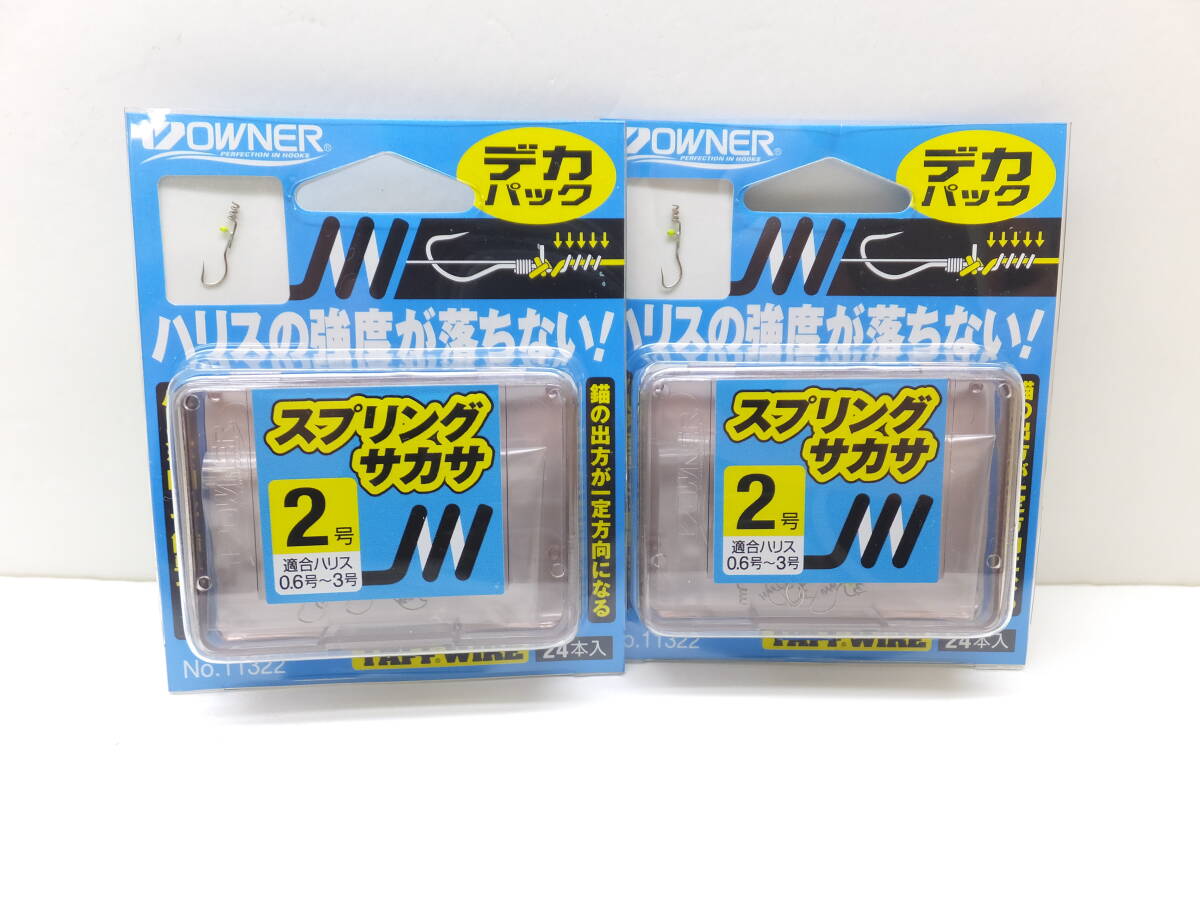 OWNER®
PERFECTION IN HOOKS
デカ
パック
ハリスの強度が落ちない!
スプリング
サカサ
2号
適合ハリス
0.6号~3号
錨の出方が一定方向になる
No.11322
24本入
OWNER®
PERFECTION IN HOOKS
デカ
パック
ハリスの強度が落ちない!
スプリング
サカサ
2号
適合ハリス
0.6号~3号
o.11322
24本入